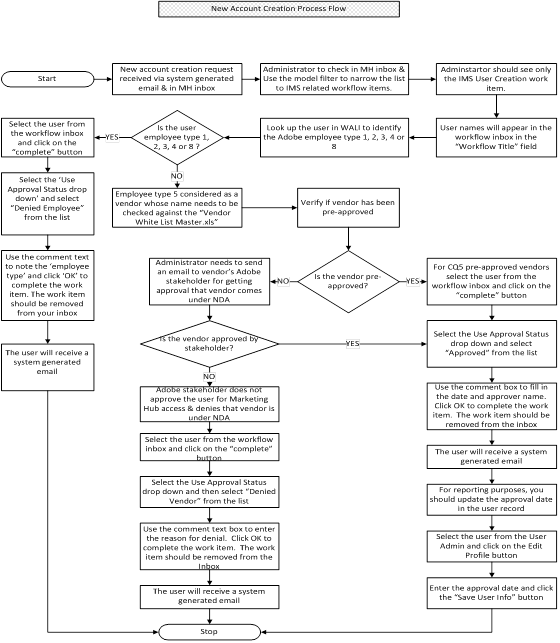 New Account Creation Process Flow
Start
New account creation request
received via system generated
email & in MH inbox
Administrator to check in MH inbox &
Use the model filter to narrow the list
to IMS related workflow items.
Adminstartor should see only
the IMS User Creation work
item.
User names will appear in the
workflow inbox in the
“Workflow Title” field
Look up the user in WALI to identify
the Adobe employee type 1, 2, 3, 4 or
8
Is the user
employee type 1,
2, 3, 4 or 8 ?
YES
Select the user from
the workflow inbox
and click on the
“complete” button
Select the ‘Use
Approval Status drop
down’ and select
“Denied Employee”
from the list
Use the comment text
to note the ‘employee
type’ and click ‘OK’ to
complete the work
item. The work item
should be removed
from your inbox
The user will receive a
system generated
email
NO
Employee type 5 considered as a
vendor whose name needs to be
checked against the “Vendor
White List Master.xls”
Verify if vendor has been
pre-approved
Is the vendor pre-
approved?
NO
YES
Administrator needs to send
an email to vendor’s Adobe
stakeholder for getting
approval that vendor comes
under NDA
For CQ5 pre-approved vendors
select the user from the
workflow inbox and click on the
“complete” button
Is the vendor approved by
stakeholder?
YES
Select the Use Approval Status
drop down and select
“Approved” from the list
NO
Adobe stakeholder does not
approve the user for Marketing
Hub access & denies that vendor is
under NDA
Select the user from the workflow
inbox and click on the “complete”
button
Select the Use Approval Status
drop down and then select “Denied
Vendor” from the list
Use the comment text box to enter
the reason for denial. Click OK to
complete the work item. The work
item should be removed from the
Inbox
The user will receive a system
generated email
Use the comment box to fill in
the date and approver name.
Click OK to complete the work
item. The work item should be
removed from the inbox
The user will receive a system
generated email
For reporting purposes, you
should update the approval date
in the user record
Select the user from the User
Admin and click on the Edit
Profile button
Enter the approval date and click
the “Save User Info” button
Stop